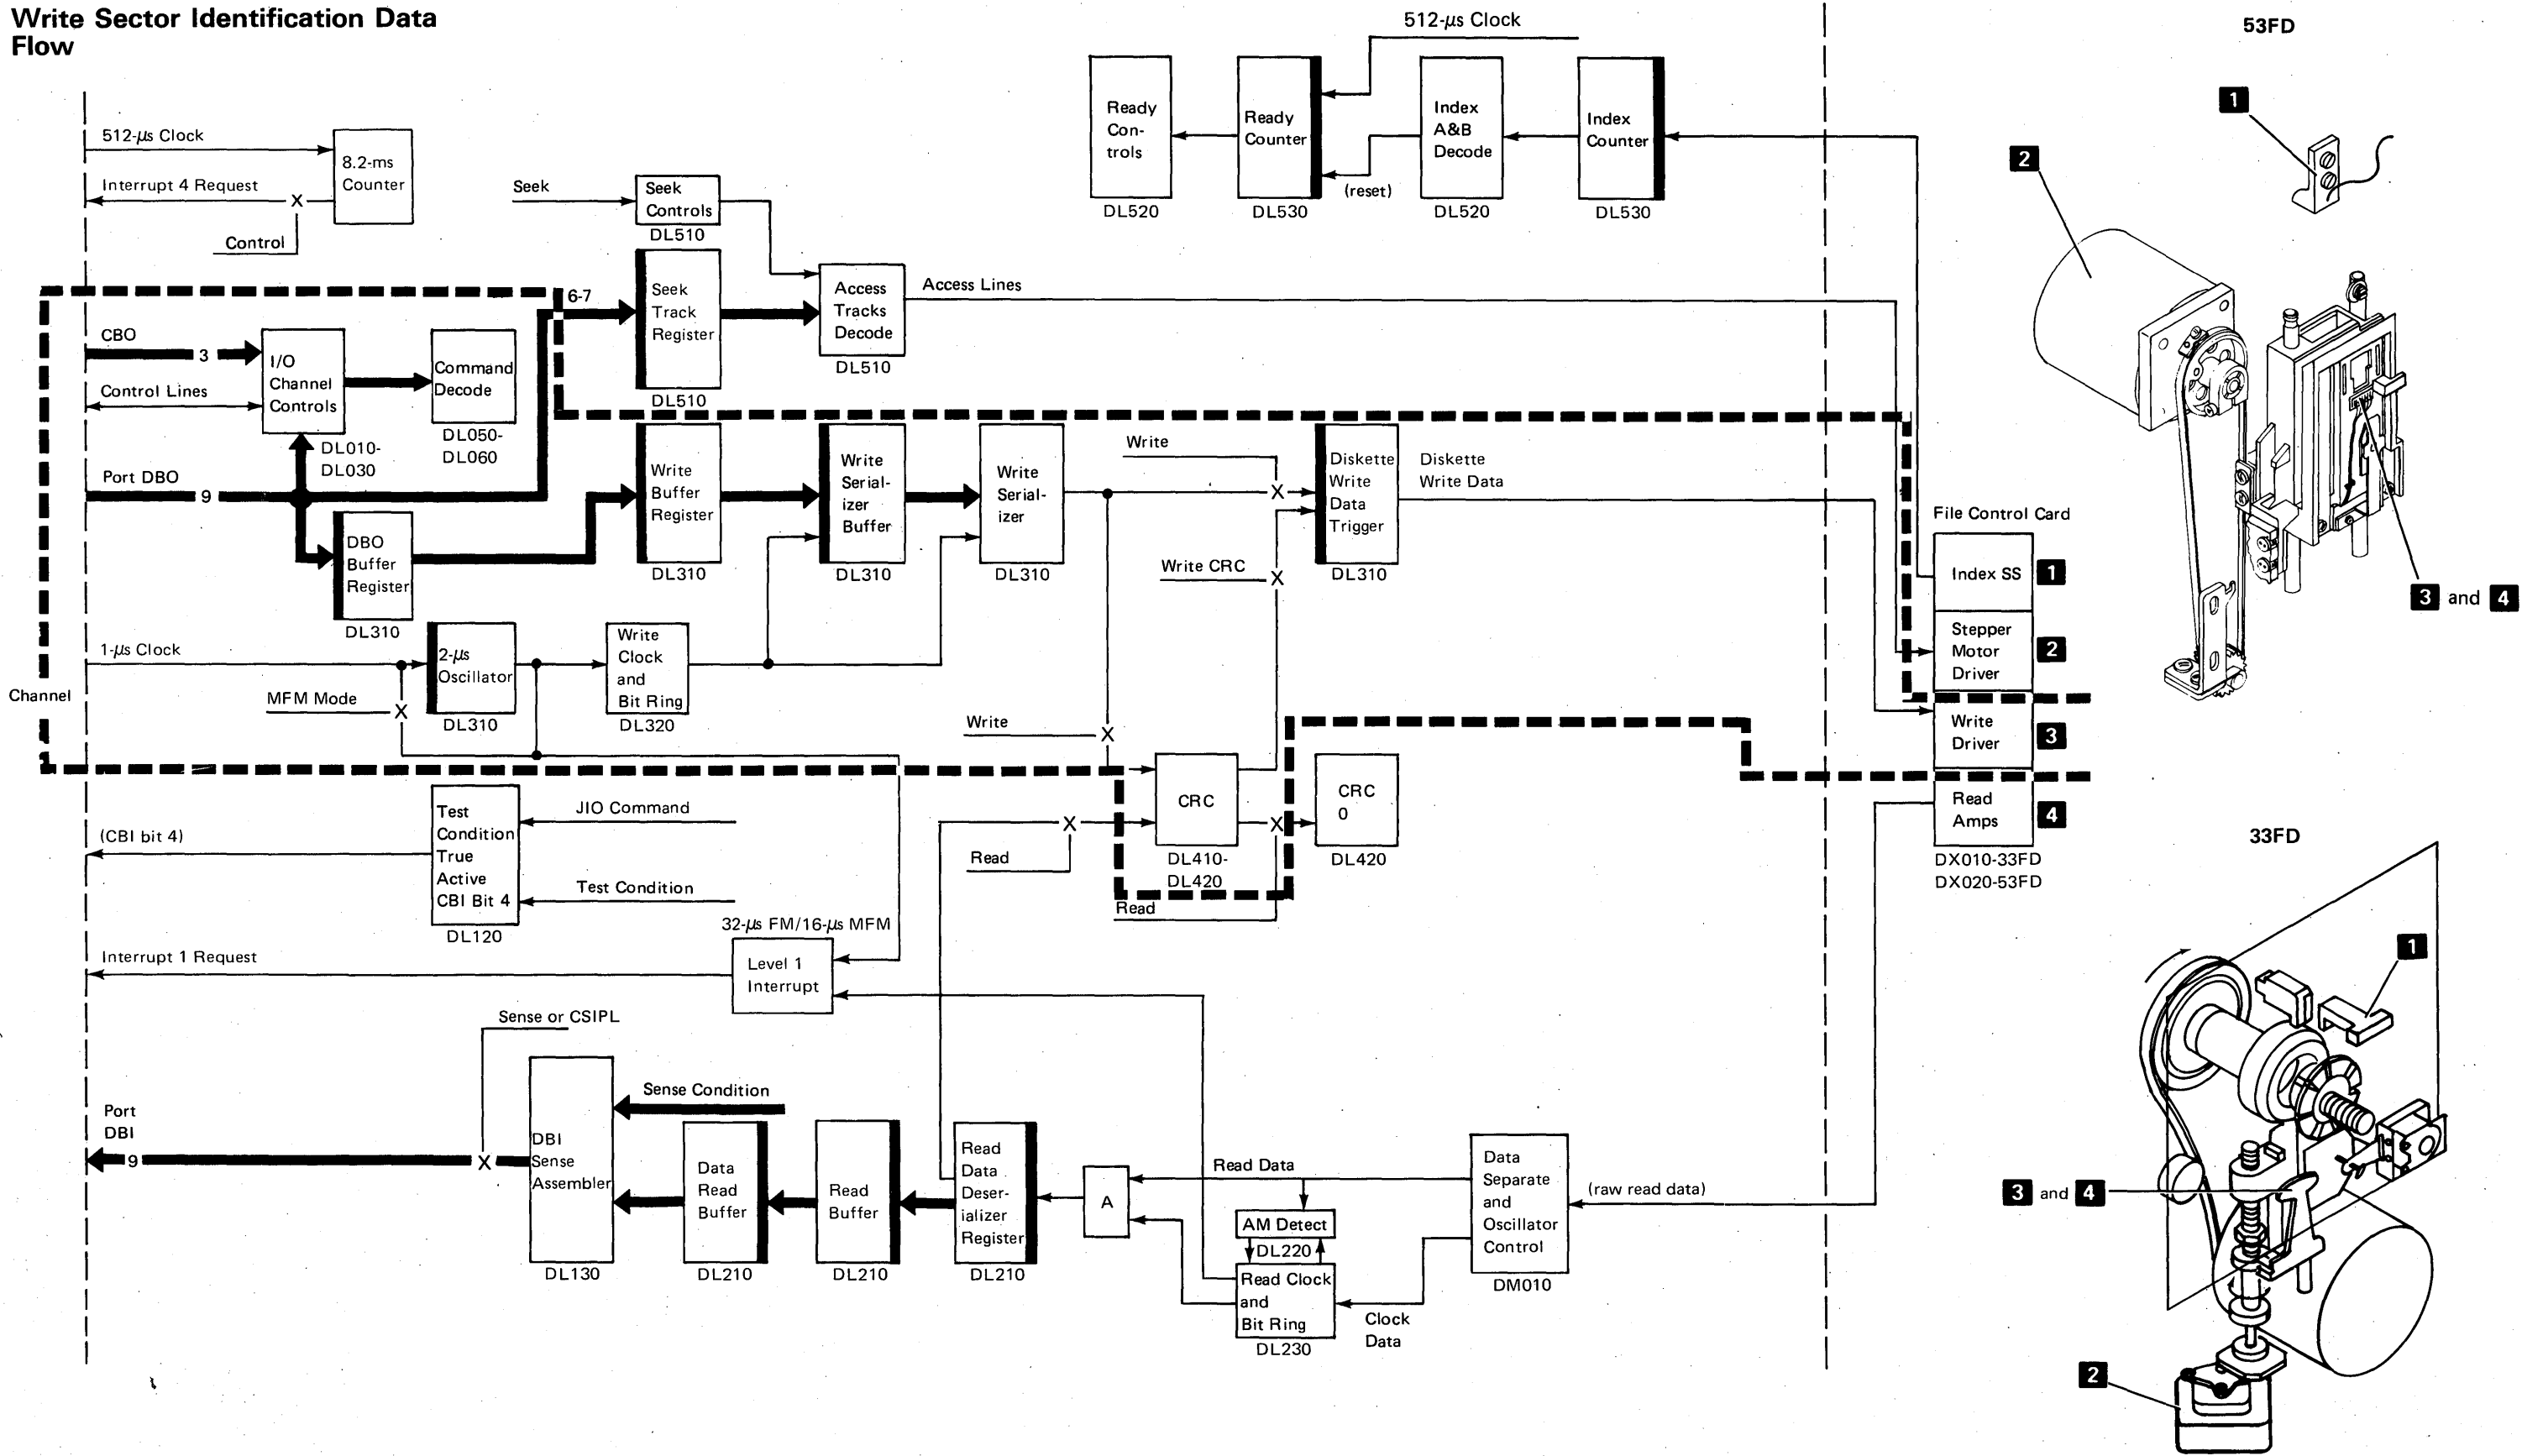 Write Sector Identification Data
Flow
512-μs Clock
53FD
1
2
512-μs Clock
Interrupt 4 Request
X
Control
8.2-ms
Counter
Seek
Seek
Controls
DL510
Ready
Con-
trols
DL520
Ready
Counter
DL530
(reset)
Index
A&B
Decode
DL520
Index
Counter
DL530
6-7
Seek
Track
Register
DL510
Access
Tracks
Decode
DL510
Access Lines
CBO
3
Control Lines
I/O
Channel
Controls
DL010-
DL030
Command
Decode
DL050-
DL060
Port DBO
9
DBO
Buffer
Register
DL310
Write
Buffer
Register
DL310
Write
Serial-
izer
Buffer
DL310
Write
Serial-
izer
DL310
Write
X
Write CRC
X
Diskette
Write
Data
Trigger
DL310
Diskette
Write Data
File Control Card
Index SS
1
Stepper
Motor
Driver
2
Write
Driver
3
Read
Amps
4
DX010-33FD
DX020-53FD
3 and 4
1-μs Clock
Channel
MFM Mode
X
2-μs
Oscillator
DL310
Write
Clock
and
Bit Ring
DL320
Write
X
CRC
DL410-
DL420
X
CRC
0
DL420
X
Read
Read
(CBI bit 4)
Test
Condition
True
Active
CBI Bit 4
DL120
JIO Command
Test Condition
32-μs FM/16-μs MFM
Interrupt 1 Request
Level 1
Interrupt
Sense or CSIPL
Port
DBI
9
X
DBI
Sense
Assembler
DL130
Sense Condition
Data
Read
Buffer
DL210
Read
Buffer
DL210
Read
Data
Deser-
ializer
Register
DL210
A
Read Data
AM Detect
DL220
Read Clock
and
Bit Ring
DL230
Clock
Data
Data
Separate
and
Oscillator
Control
DM010
(raw read data)
33FD
1
3 and 4
2